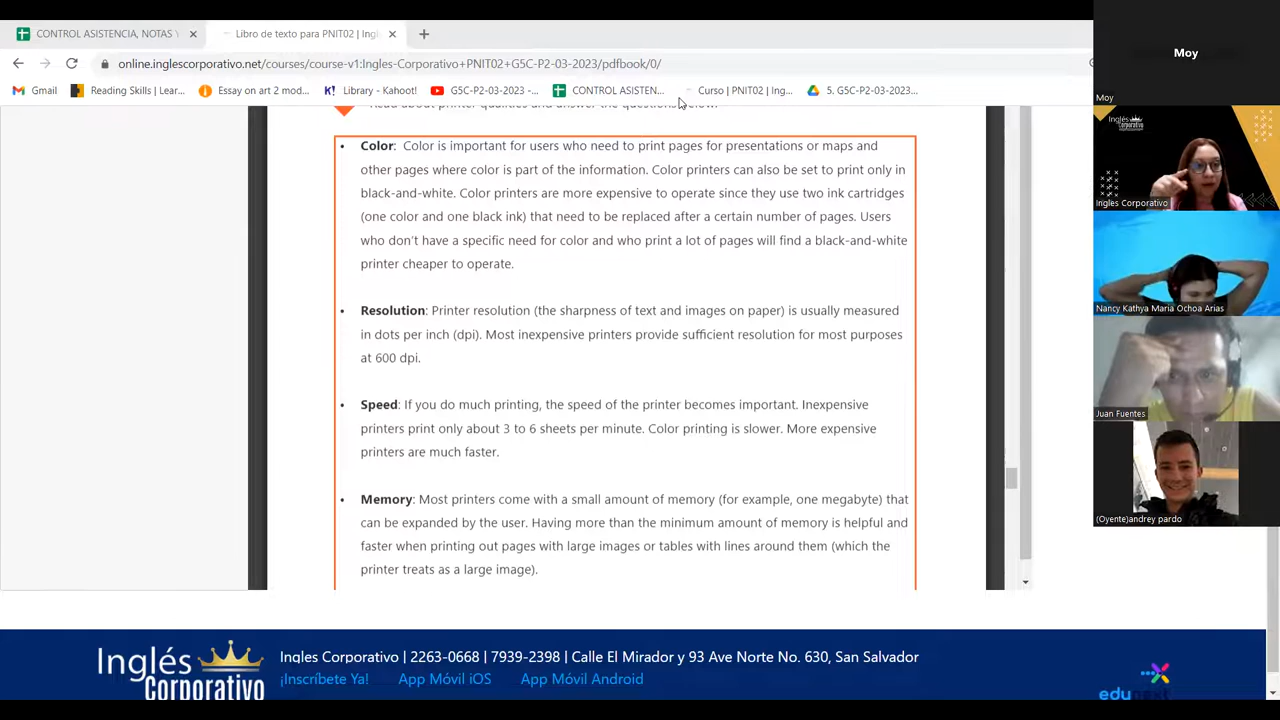 CONTROL ASISTENCIA, NOTAS Y
Libro de texto para PNIT02 | Ingl
online.inglescorporativo.net/courses/course-v1:Ingles-Corporativo+PNIT02+G5C-P2-03-2023/pdfbook/0/
Gmail
Reading Skills | Lear...
Essay on art 2 mod...
Library - Kahoot!
G5C-P2-03-2023 -...
CONTROL ASISTEN...
Curso | PNIT02 | Ing...
5. G5C-P2-03-2023...
Read about printer qualities and answer the questions below.
• Color: Color is important for users who need to print pages for presentations or maps and
other pages where color is part of the information. Color printers can also be set to print only in
black-and-white. Color printers are more expensive to operate since they use two ink cartridges
(one color and one black ink) that need to be replaced after a certain number of pages. Users
who don't have a specific need for color and who print a lot of pages will find a black-and-white
printer cheaper to operate.
• Resolution: Printer resolution (the sharpness of text and images on paper) is usually measured
in dots per inch (dpi). Most inexpensive printers provide sufficient resolution for most purposes
at 600 dpi.
• Speed: If you do much printing, the speed of the printer becomes important. Inexpensive
printers print only about 3 to 6 sheets per minute. Color printing is slower. More expensive
printers are much faster.
• Memory: Most printers come with a small amount of memory (for example, one megabyte) that
can be expanded by the user. Having more than the minimum amount of memory is helpful and
faster when printing out pages with large images or tables with lines around them (which the
printer treats as a large image).
Inglés
Corporativo
Ingles Corporativo | 2263-0668 | 7939-2398 | Calle El Mirador y 93 Ave Norte No. 630, San Salvador
¡Inscríbete Ya!
App Móvil iOS
App Móvil Android
edunext
Moy
Moy
Inglés
Corporativo
Ingles Corporativo
Nancy Kathya Maria Ochoa Arias
Juan Fuentes
(Oyente)andrey pardo